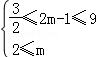 { 3/2 ⩽ 2m-1 ⩽ 9
2 ⩽ m